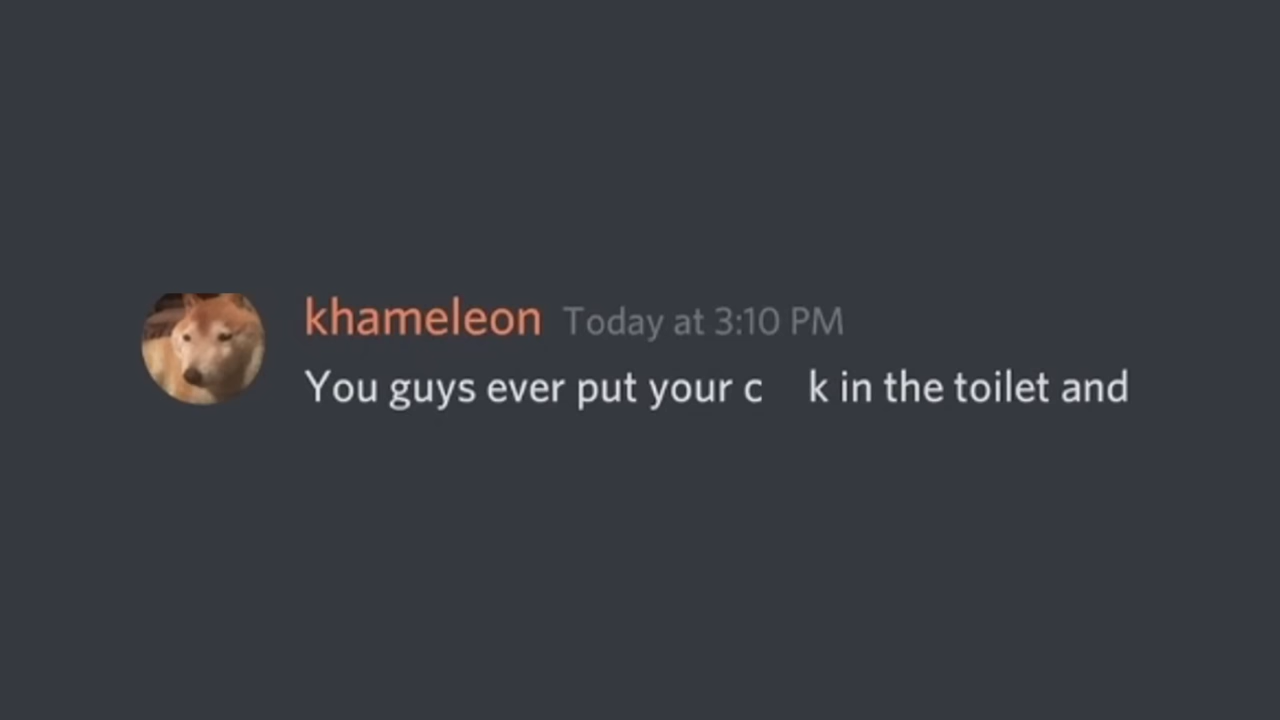 khameleon Today at 3:10 PM
You guys ever put your c k in the toilet and